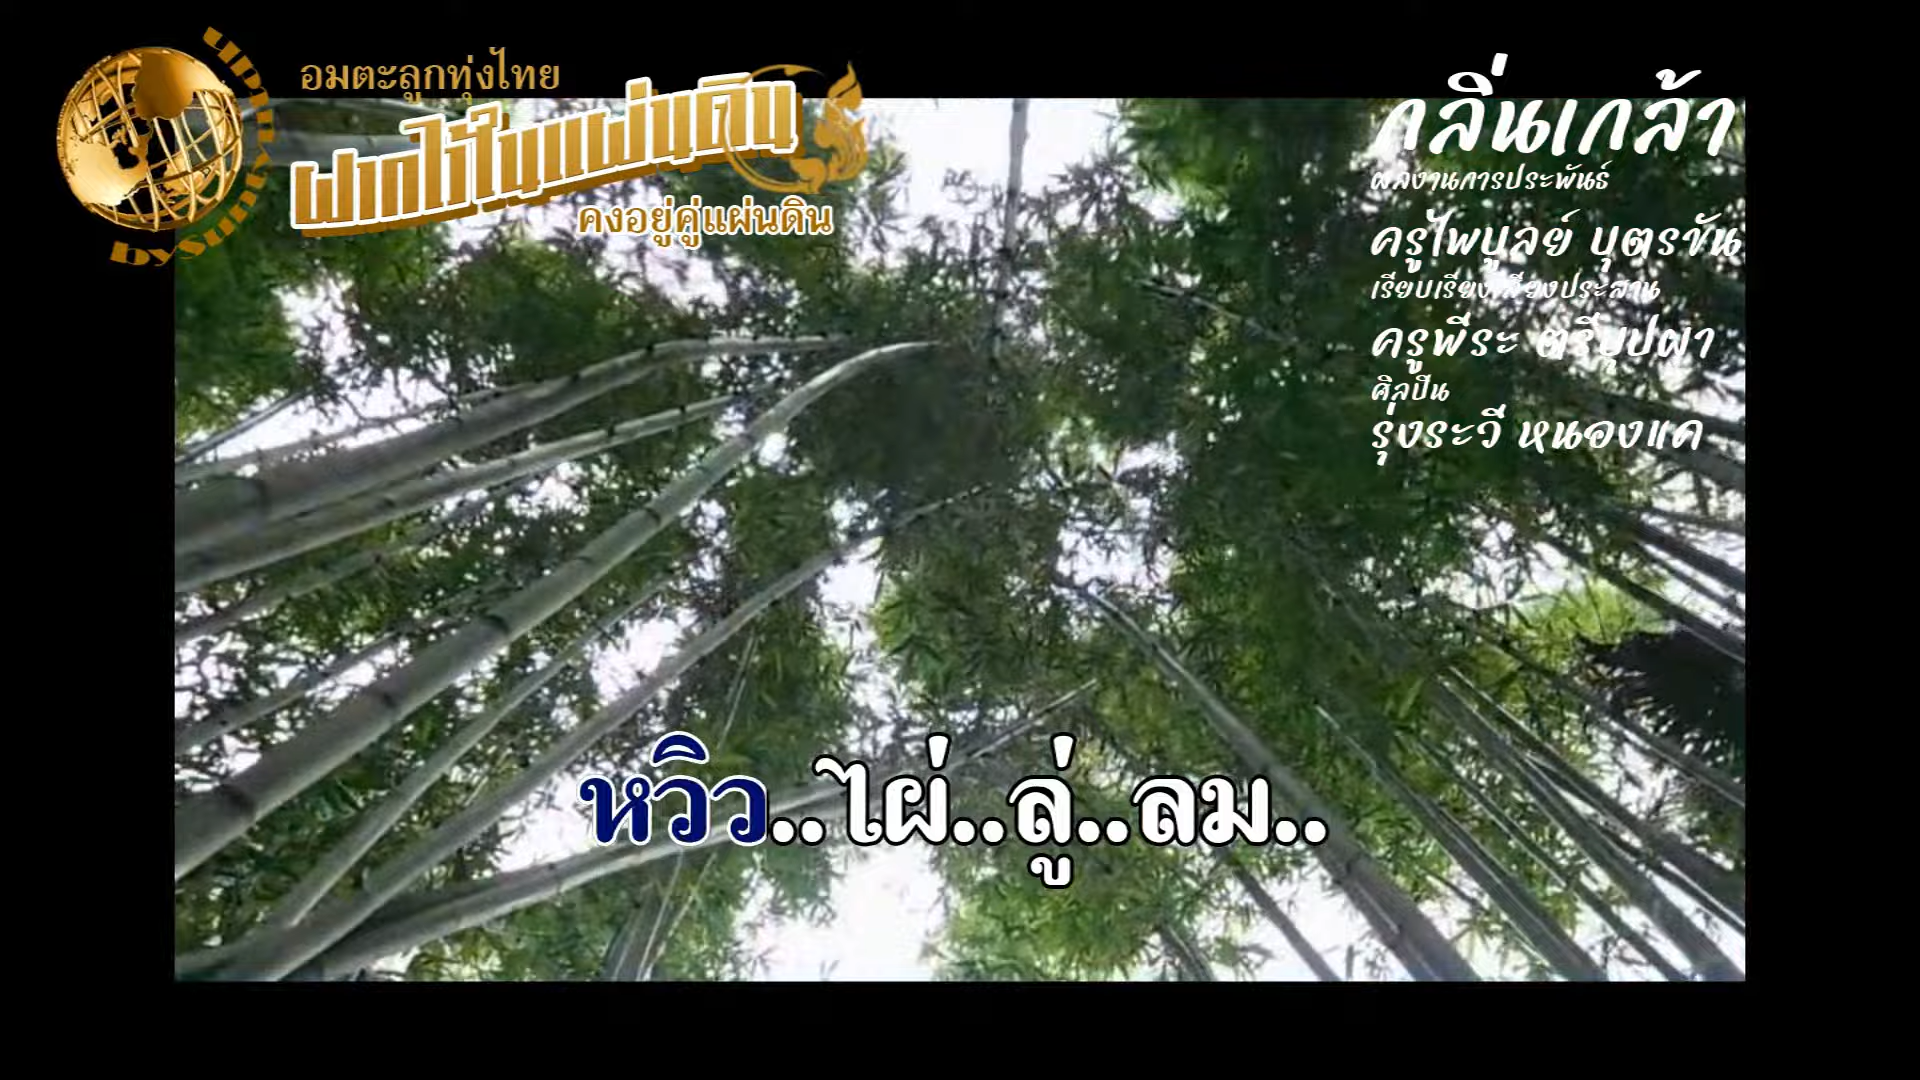 อมตะลูกทุ่งไทย
ฝากไว้ในแผ่นดิน
คงอยู่คู่แผ่นดิน
กลิ่นเกล้า
ผลงานการประพันธ์
ครูไพบูลย์ บุตรขัน
เรียบเรียงเสียงประสาน
ครูพีระ ตรีบุปผา
ศิลปิน
รุ่งระวี หนองแค
หวิว..ไผ่..ลู่..ลม..